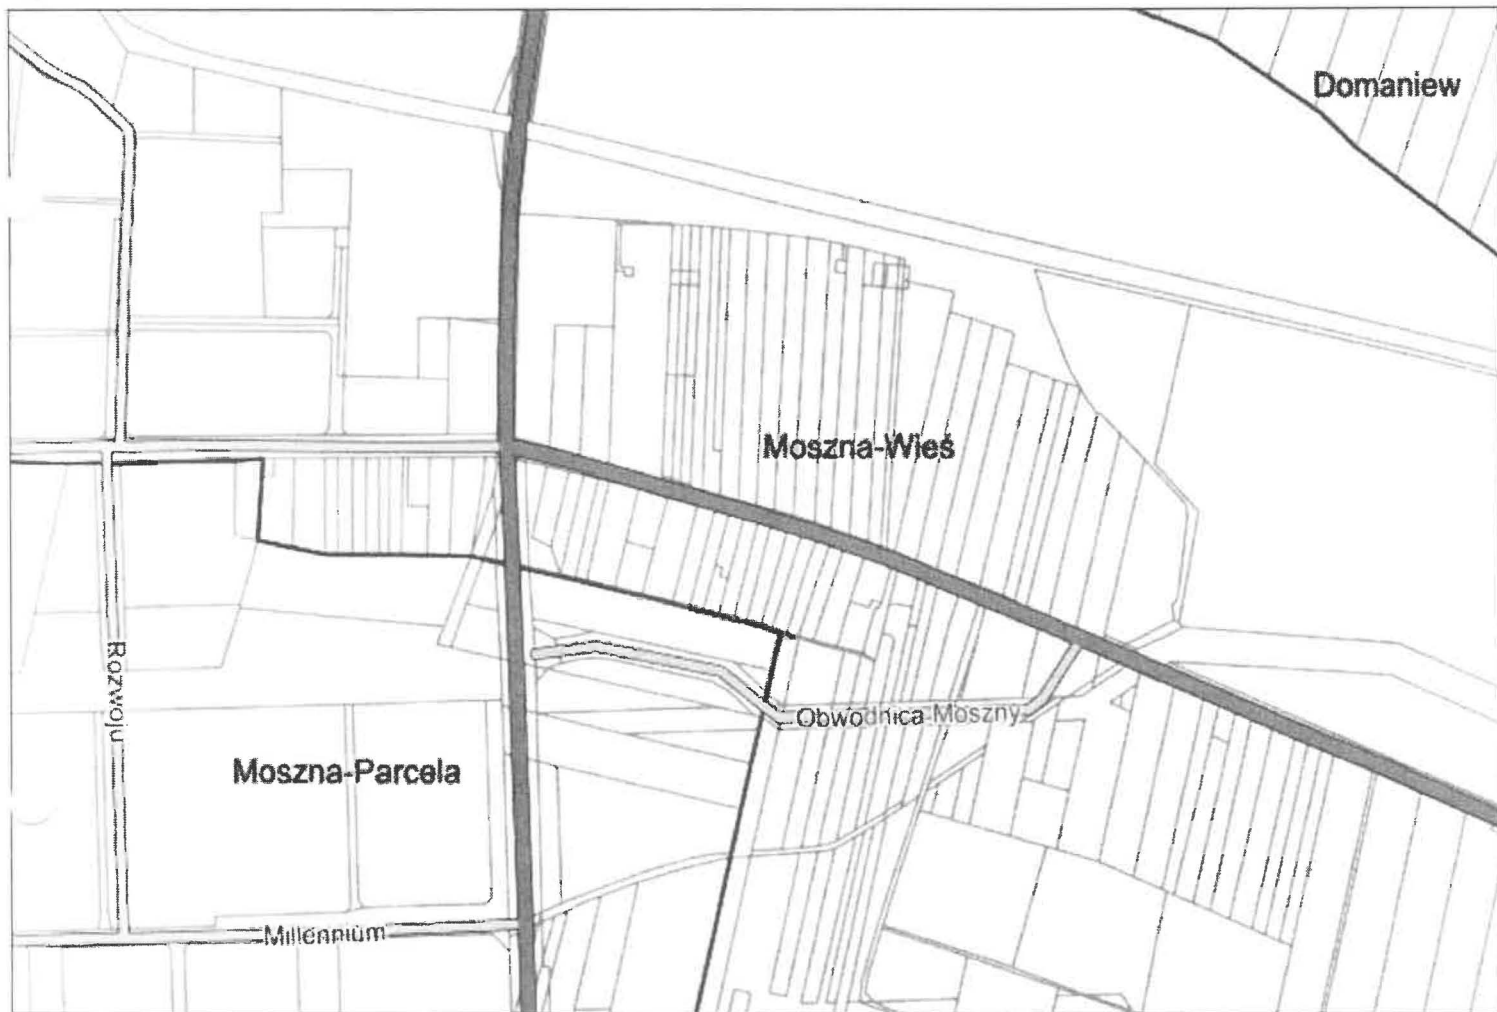 Domaniew
Moszna-Wieś
Rozwoju
Obwodnica Moszny
Moszna-Parcela
Millennium